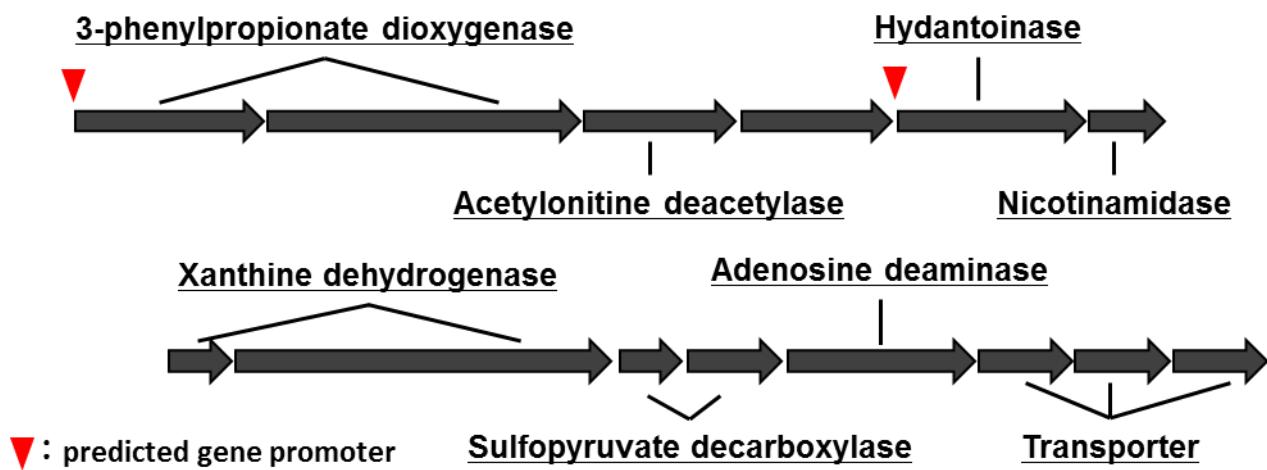 3-phenylpropionate dioxygenase
Hydantoinase
Acetylonitine deacetylase
Nicotinamidase
Xanthine dehydrogenase
Adenosine deaminase
Sulfopyruvate decarboxylase
Transporter
: predicted gene promoter